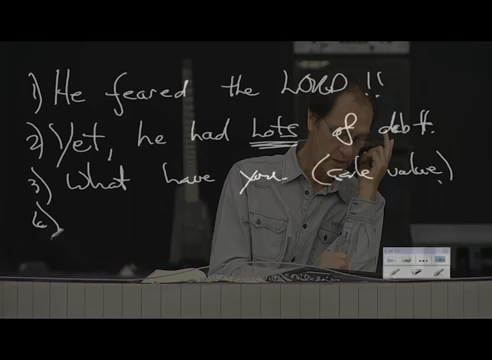 1) He feared the LORD !!
2) Yet, he had Lots of debt.
3) What have you. (sale value)
4)